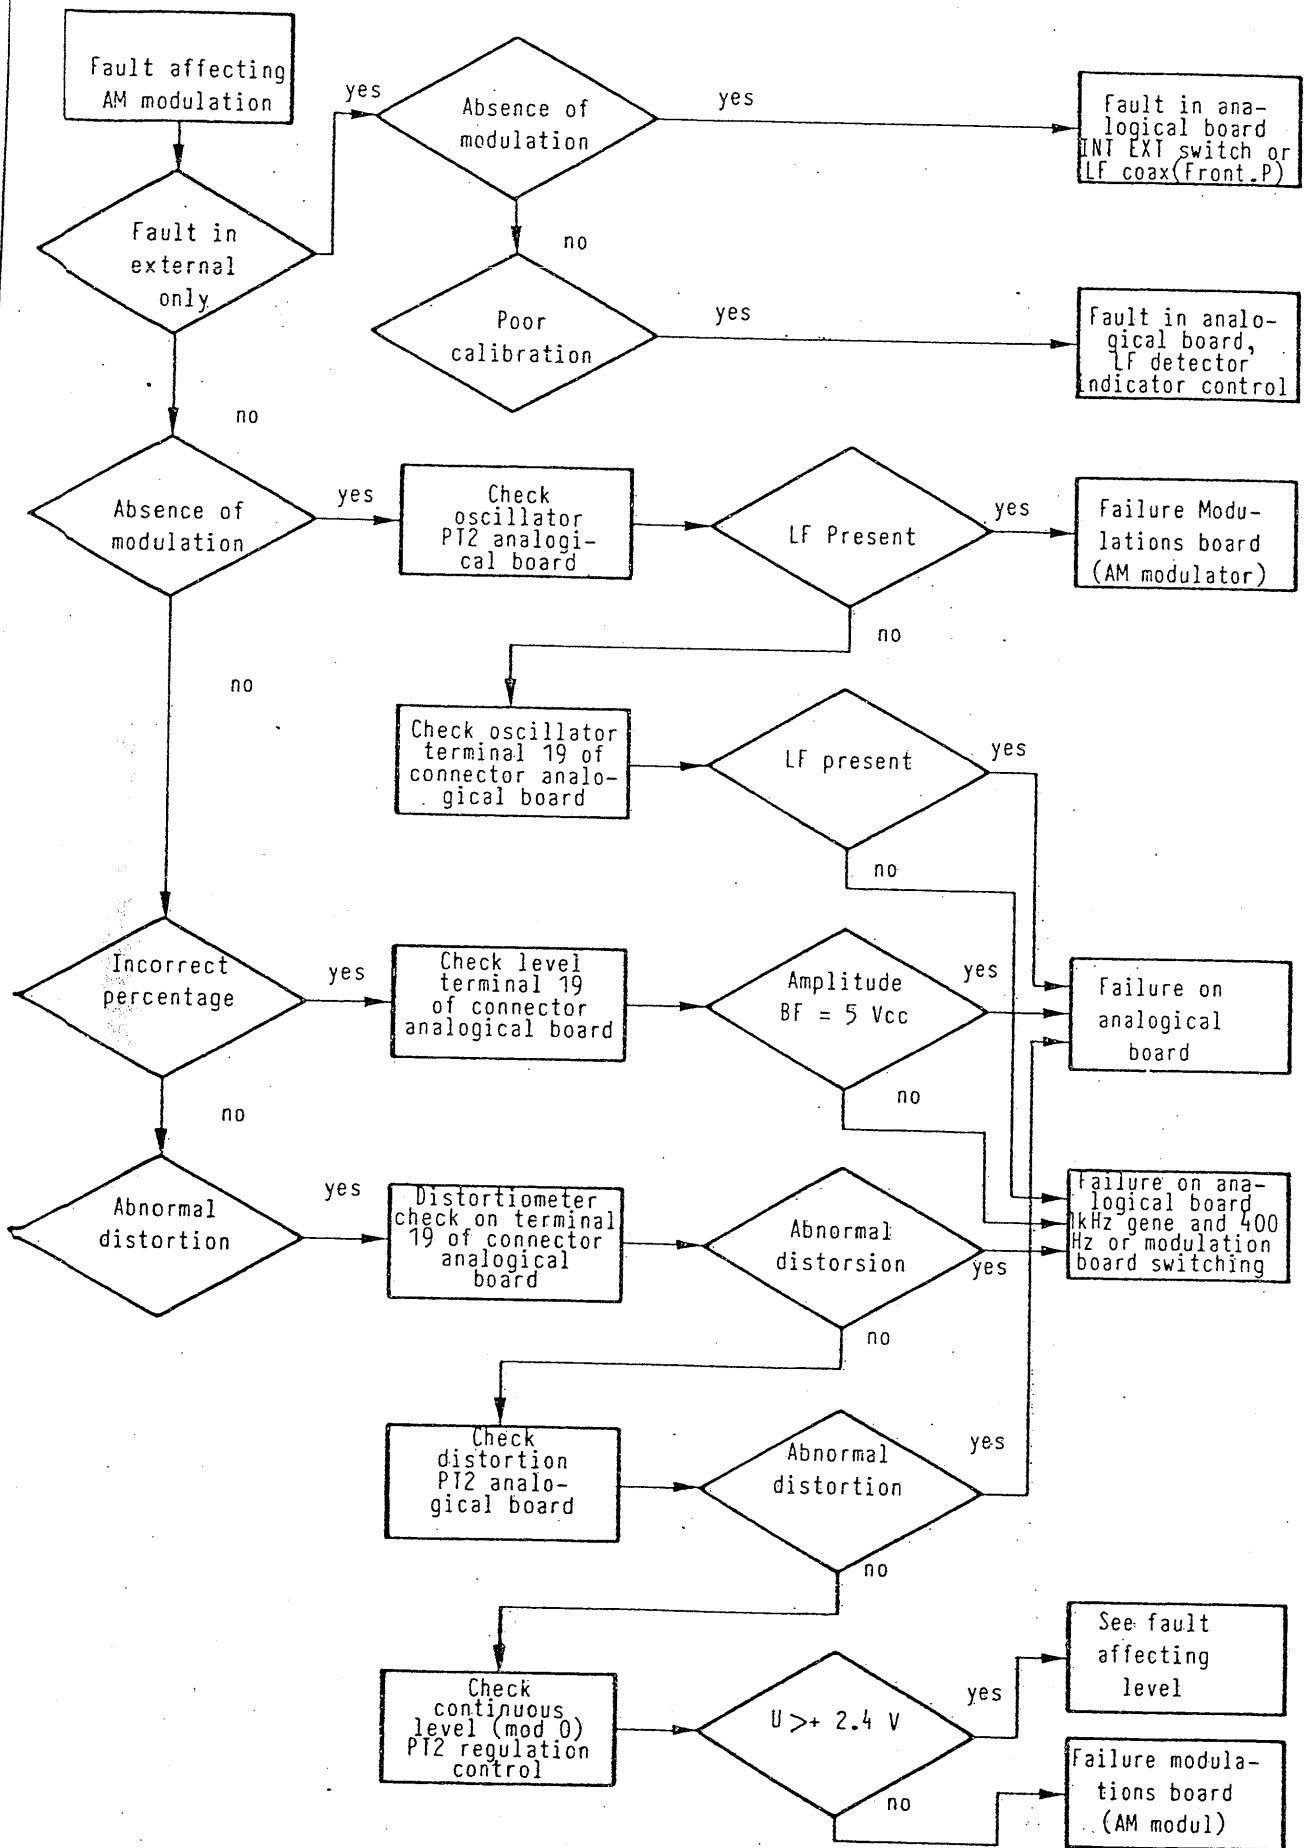 Fault affecting
AM modulation
yes
Absence of
modulation
yes
Fault in ana-
logical board
INT EXT switch or
LF coax(Front.P)
Fault in
external
only
no
Poor
calibration
yes
Fault in analo-
gical board,
LF detector
indicator control
no
Absence of
modulation
yes
Check
oscillator
PT2 analogi-
cal board
LF Present
yes
Failure Modu-
lations board
(AM modulator)
no
no
Check oscillator
terminal 19 of
connector analo-
gical board
LF present
yes
no
Incorrect
percentage
yes
Check level
terminal 19
of connector
analogical board
Amplitude
BF = 5 Vcc
yes
Failure on
analogical
board
no
no
Abnormal
distortion
yes
Distortiometer
check on terminal
19 of connector
analogical
board
Abnormal
distorsion
yes
Failure on ana-
logical board
1kHz gene and 400
Hz or modulation
board switching
no
Check
distortion
PT2 analo-
gical board
Abnormal
distortion
yes
no
Check
continuous
level (mod 0)
PT2 regulation
control
U >+ 2.4 V
yes
See fault
affecting
level
no
Failure modula-
tions board
(AM modul)